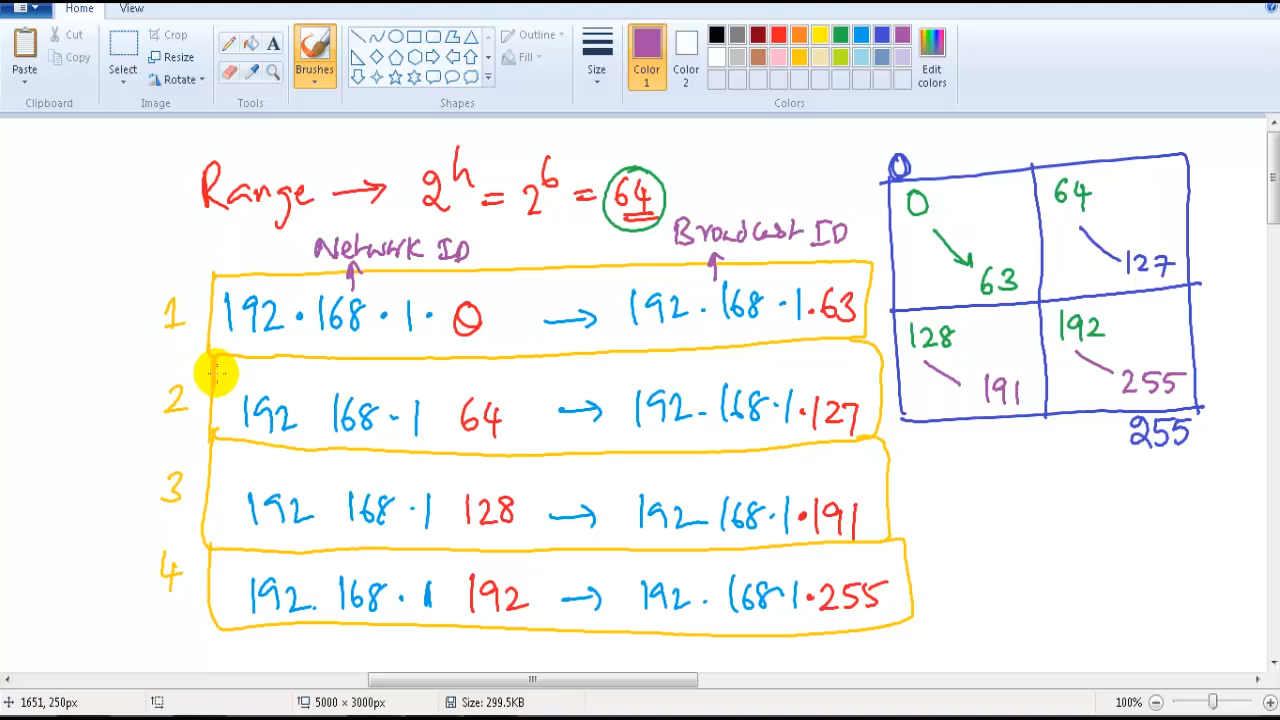 Home View
Paste Cut Copy Clipboard
Select Crop Resize Rotate Image
A Tools
Brushes
Outline Fill Shapes
Size
Color 1 Color 2 Colors
Edit colors
Range → 2^h = 2^6 = 64
Network ID Broadcast ID
1 192.168.1.0 → 192.168.1.63
2 192 168.1 64 → 192.168.1.127
3 192 168.1 128 → 192.168.1.191
4 192.168.1 192 → 192.168.1.255
0
0 63 64 127
128 191 192 255
255
1651, 250px 5000 × 3000px Size: 299.5KB 100%